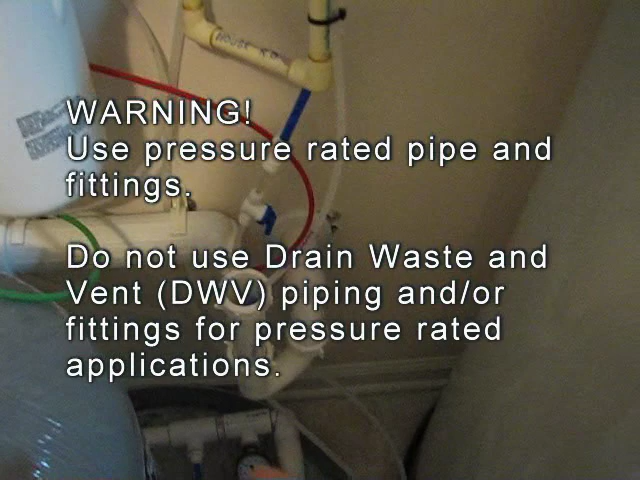 HOUSE
WARNING!
Use pressure rated pipe and
fittings.
Do not use Drain Waste and
Vent (DWV) piping and/or
fittings for pressure rated
applications.